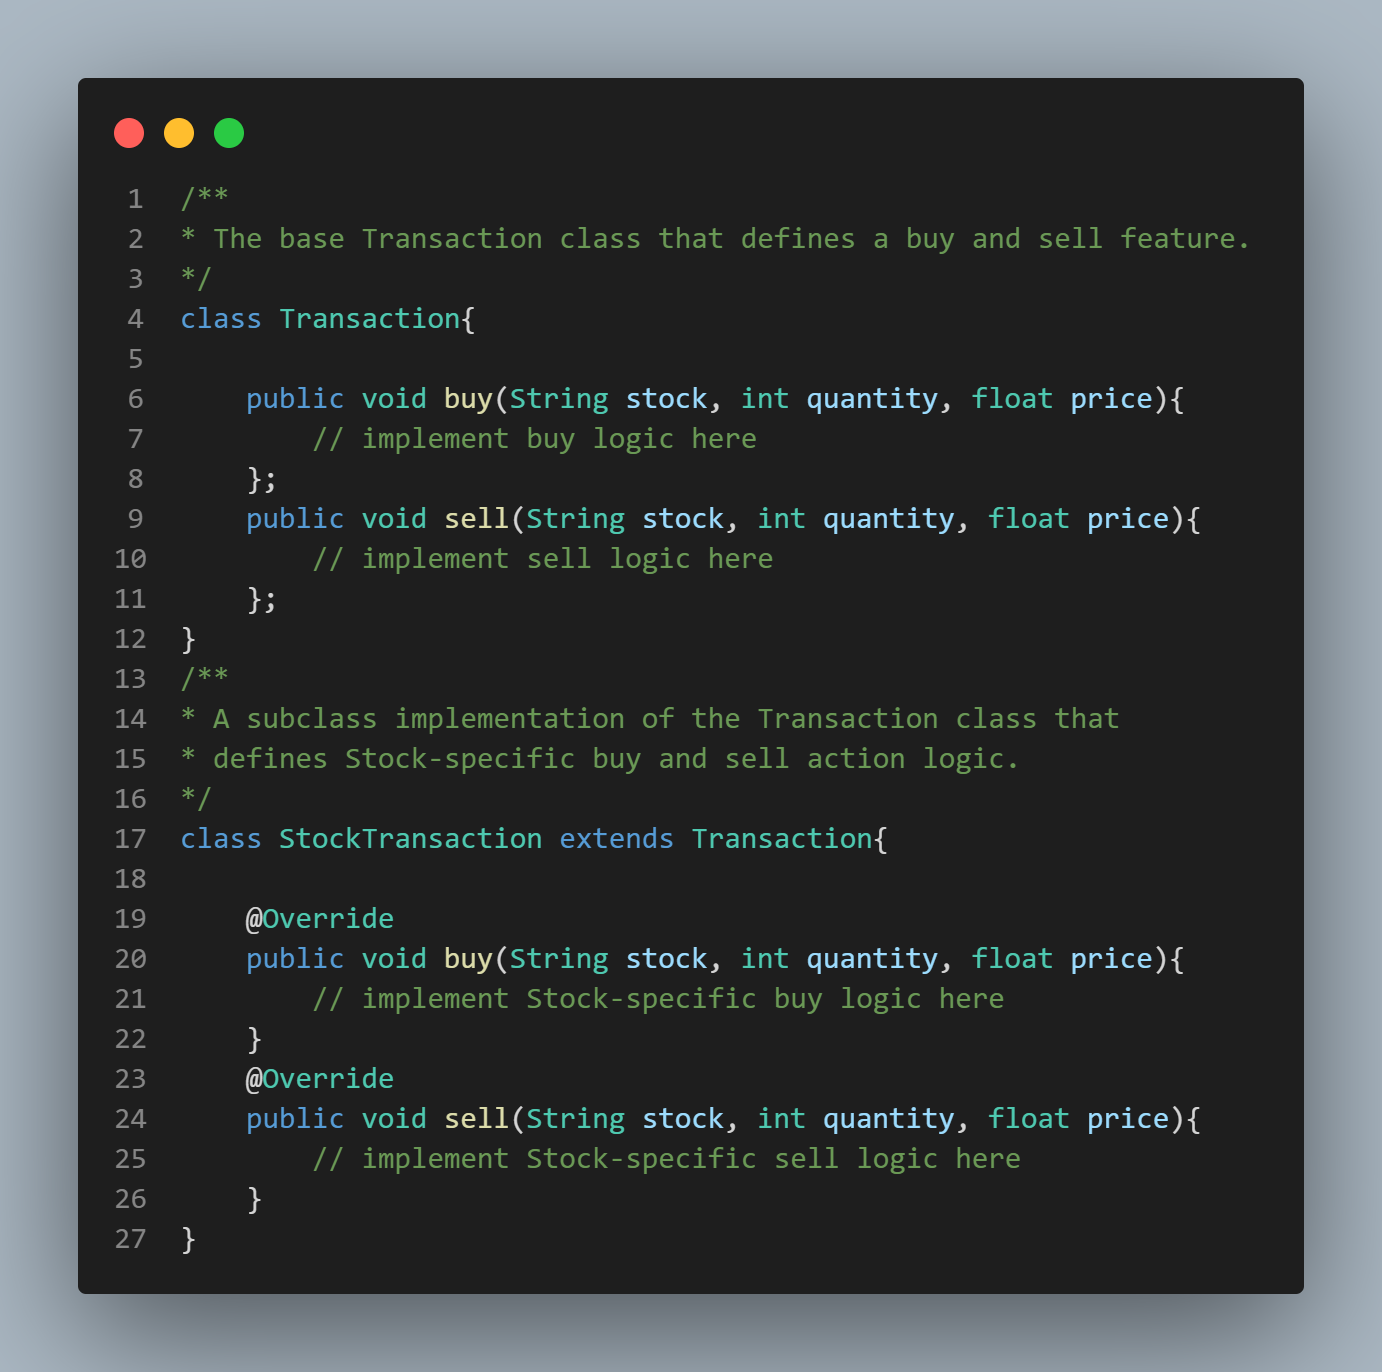 1 /**
2 * The base Transaction class that defines a buy and sell feature.
3 */
4 class Transaction{
5
6     public void buy(String stock, int quantity, float price){
7         // implement buy logic here
8     };
9     public void sell(String stock, int quantity, float price){
10         // implement sell logic here
11     };
12 }
13 /**
14 * A subclass implementation of the Transaction class that
15 * defines Stock-specific buy and sell action logic.
16 */
17 class StockTransaction extends Transaction{
18
19     @Override
20     public void buy(String stock, int quantity, float price){
21         // implement Stock-specific buy logic here
22     }
23     @Override
24     public void sell(String stock, int quantity, float price){
25         // implement Stock-specific sell logic here
26     }
27 }